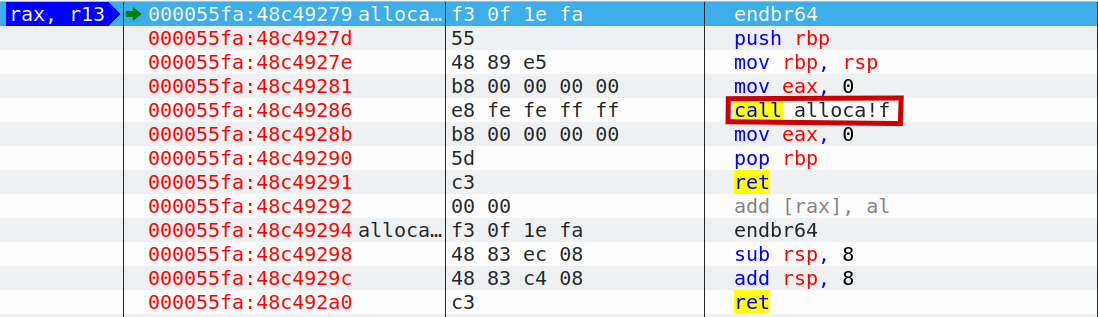 rax, r13 000055fa:48c49279 alloca… f3 0f 1e fa endbr64
000055fa:48c4927d 55 push rbp
000055fa:48c4927e 48 89 e5 mov rbp, rsp
000055fa:48c49281 b8 00 00 00 00 mov eax, 0
000055fa:48c49286 e8 fe fe ff ff call alloca!f
000055fa:48c4928b b8 00 00 00 00 mov eax, 0
000055fa:48c49290 5d pop rbp
000055fa:48c49291 c3 ret
000055fa:48c49292 00 00 add [rax], al
000055fa:48c49294 alloca… f3 0f 1e fa endbr64
000055fa:48c49298 48 83 ec 08 sub rsp, 8
000055fa:48c4929c 48 83 c4 08 add rsp, 8
000055fa:48c492a0 c3 ret